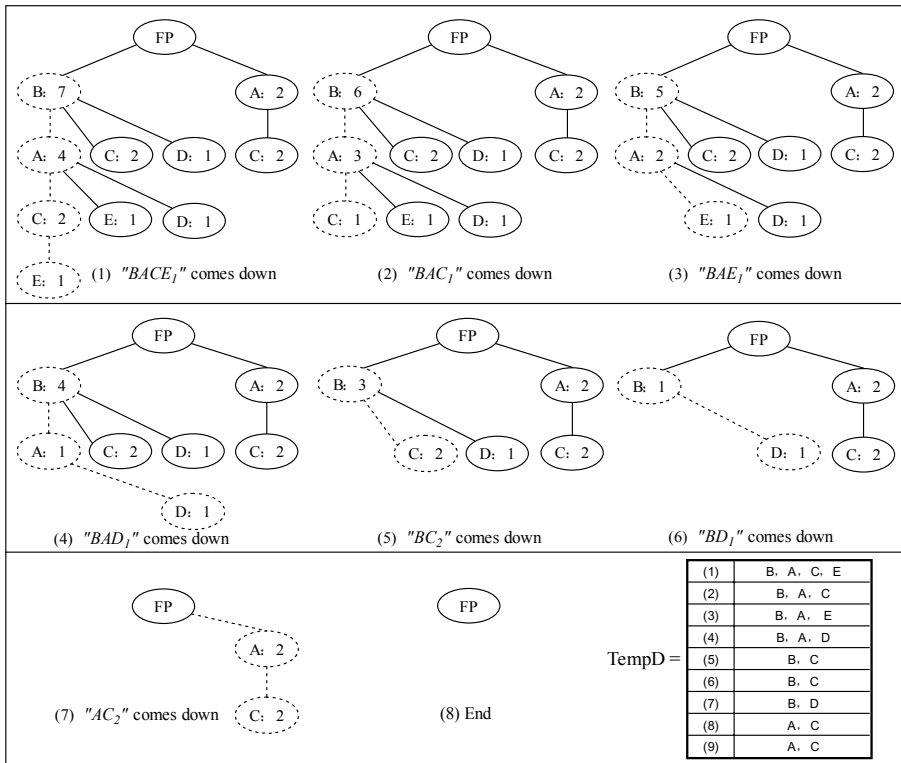 FP
B: 7
A: 2
A: 4
C: 2
D: 1
C: 2
C: 2
E: 1
D: 1
E: 1
(1) "BACE₁" comes down
FP
B: 6
A: 2
A: 3
C: 2
D: 1
C: 2
C: 1
E: 1
D: 1
(2) "BAC₁" comes down
FP
B: 5
A: 2
A: 2
C: 2
D: 1
C: 2
E: 1
D: 1
(3) "BAE₁" comes down
FP
B: 4
A: 2
A: 1
C: 2
D: 1
C: 2
D: 1
(4) "BAD₁" comes down
FP
B: 3
A: 2
C: 2
D: 1
C: 2
(5) "BC₂" comes down
FP
B: 1
A: 2
D: 1
C: 2
(6) "BD₁" comes down
FP
A: 2
C: 2
(7) "AC₂" comes down
FP
(8) End
TempD =
(1) B, A, C, E
(2) B, A, C
(3) B, A, E
(4) B, A, D
(5) B, C
(6) B, C
(7) B, D
(8) A, C
(9) A, C